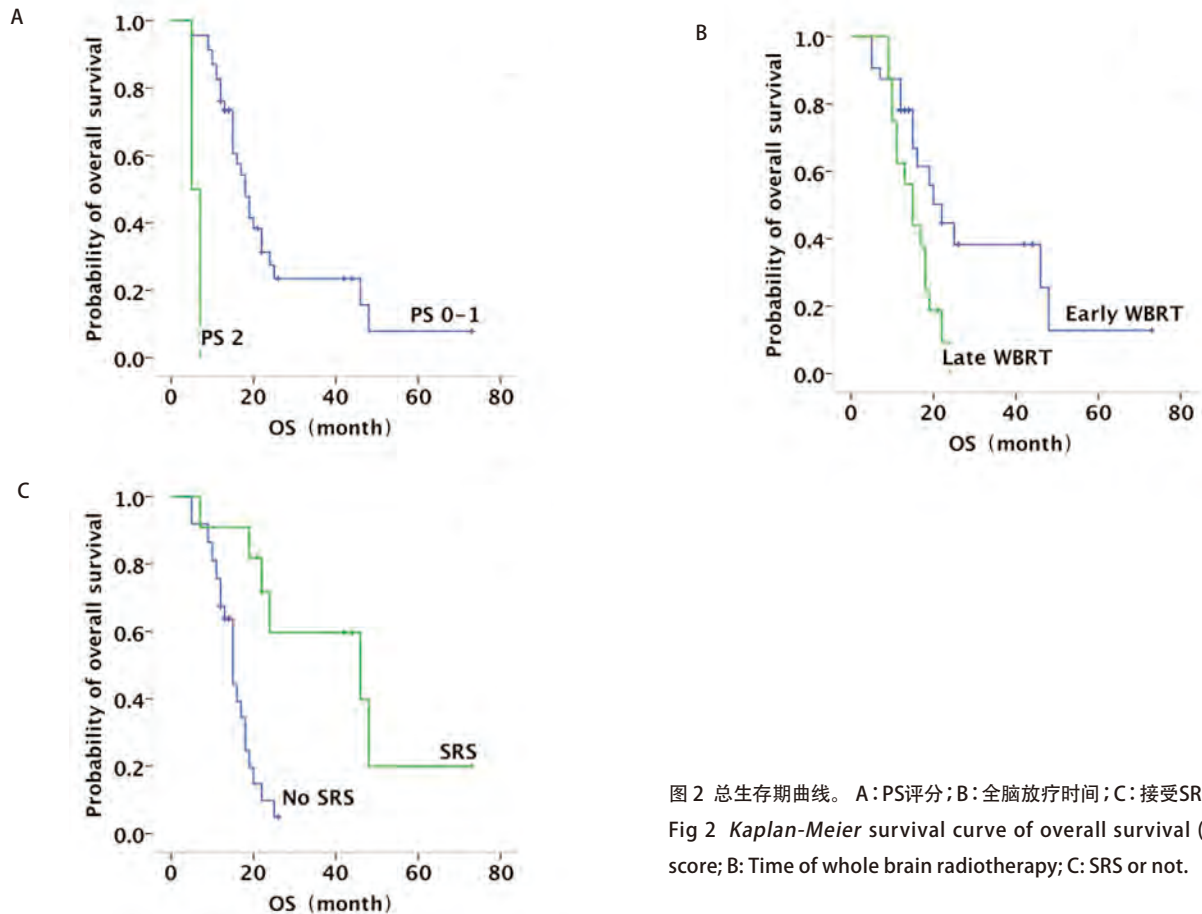 A
Probability of overall survival
1.0
0.8
0.6
0.4
0.2
0.0
PS 2
PS 0-1
0 20 40 60 80
OS (month)
B
Probability of overall survival
1.0
0.8
0.6
0.4
0.2
0.0
Early WBRT
Late WBRT
0 20 40 60 80
OS (month)
C
Probability of overall survival
1.0
0.8
0.6
0.4
0.2
0.0
SRS
No SRS
0 20 40 60 80
OS (month)
图 2 总生存期曲线。 A：PS评分；B：全脑放疗时间；C：接受SR
Fig 2 Kaplan-Meier survival curve of overall survival (
score; B: Time of whole brain radiotherapy; C: SRS or not.